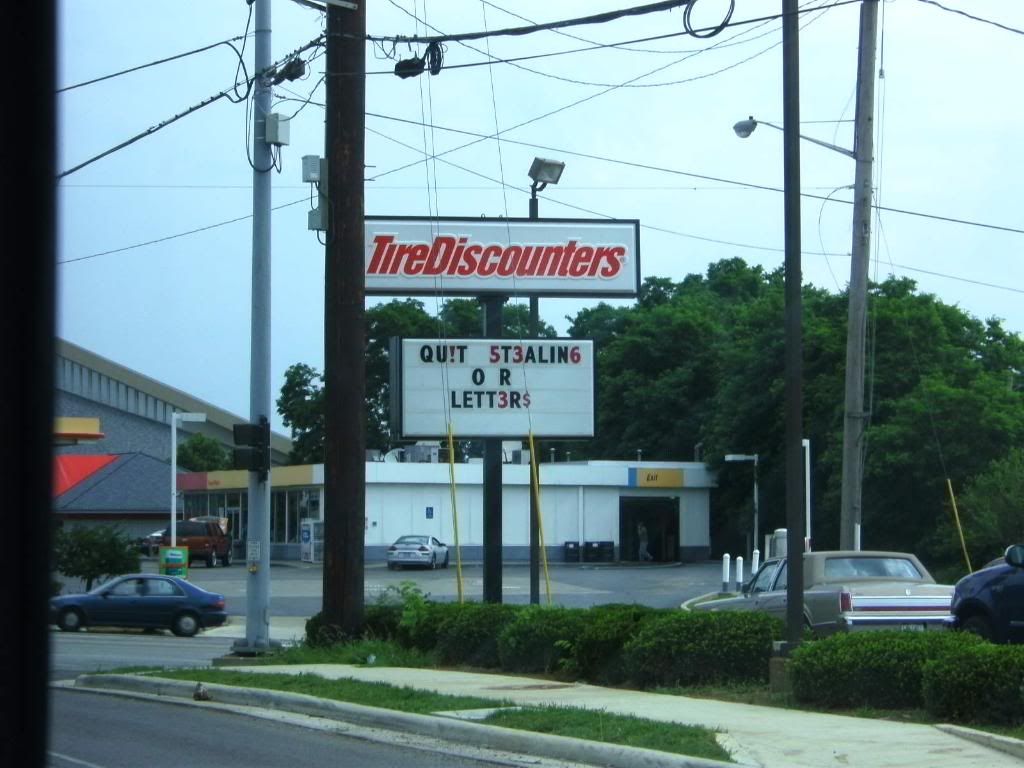 TireDiscounters
QU!T 5T3ALIN6
O R
LETT3R$
Exit